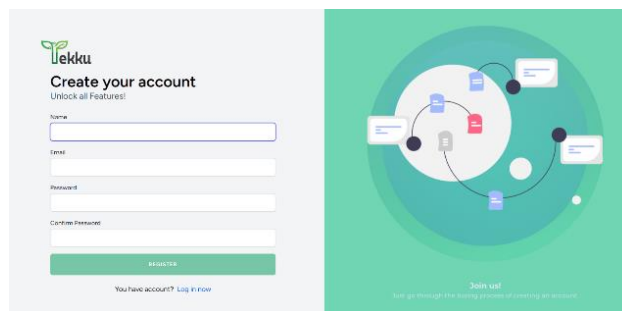 Tekku
Create your account
Unlock all Features!
Name
Email
Password
Confirm Password
REGISTER
You have account? Log in now
Join us!
Just go through the boring process of creating an account.